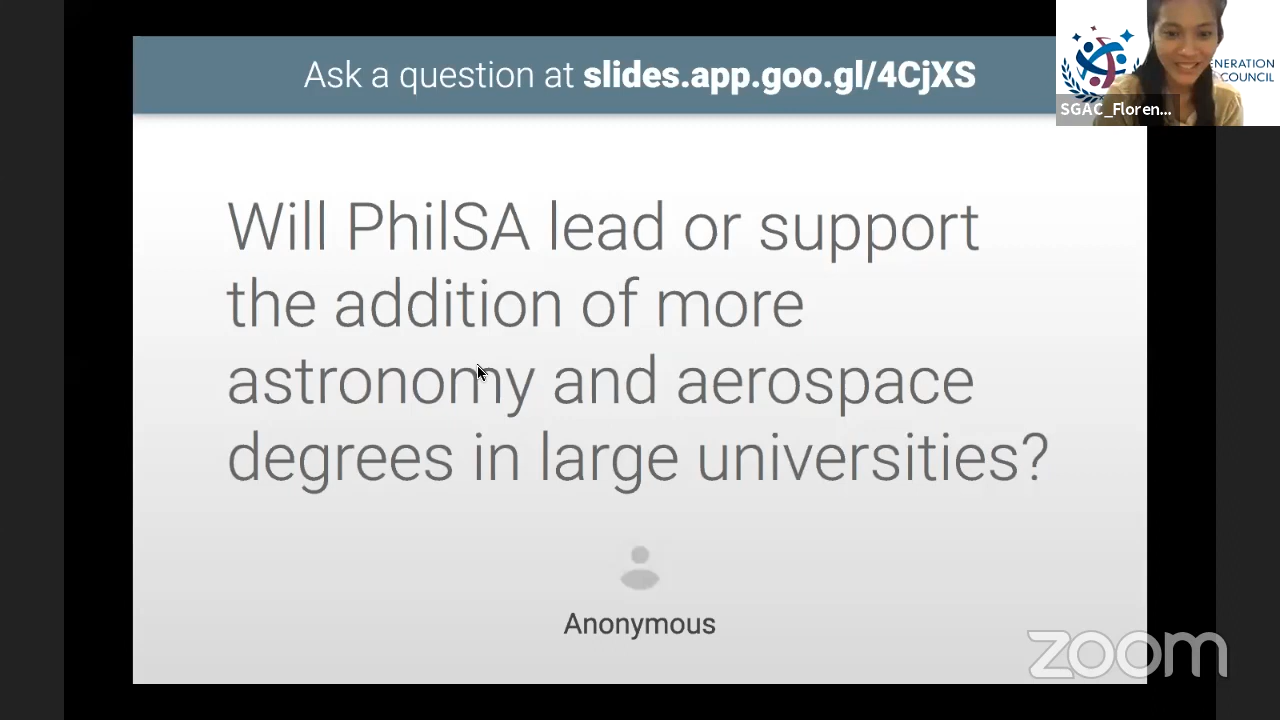 Ask a question at slides.app.goo.gl/4CjXS
NERATION
COUNCIL
SGAC_Floren...
Will PhilSA lead or support
the addition of more
astronomy and aerospace
degrees in large universities?
Anonymous
zoom